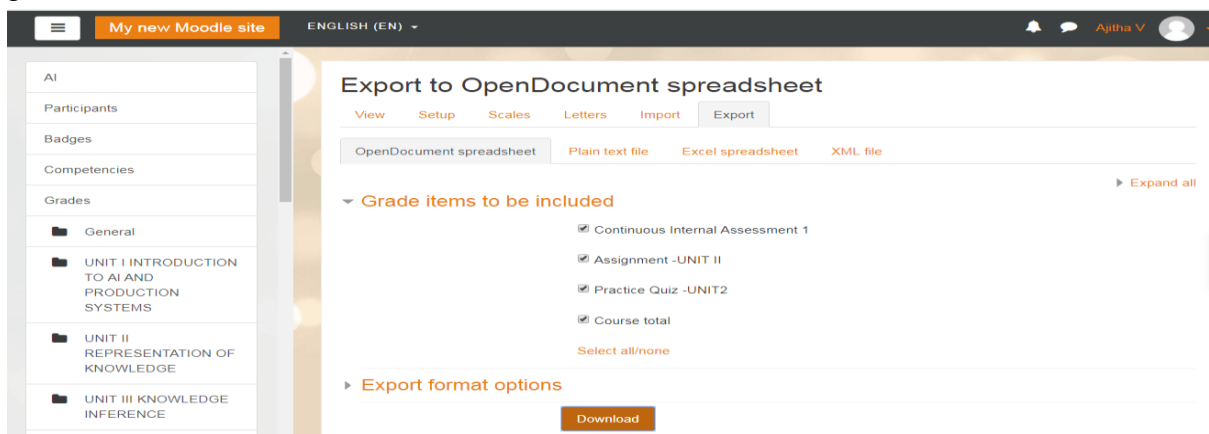 My new Moodle site
ENGLISH (EN)
Ajitha V
AI
Participants
Badges
Competencies
Grades
General
UNIT I INTRODUCTION
TO AI AND
PRODUCTION
SYSTEMS
UNIT II
REPRESENTATION OF
KNOWLEDGE
UNIT III KNOWLEDGE
INFERENCE
Export to OpenDocument spreadsheet
View Setup Scales Letters Import Export
OpenDocument spreadsheet Plain text file Excel spreadsheet XML file
Expand all
Grade items to be included
Continuous Internal Assessment 1
Assignment -UNIT II
Practice Quiz -UNIT2
Course total
Select all/none
Export format options
Download